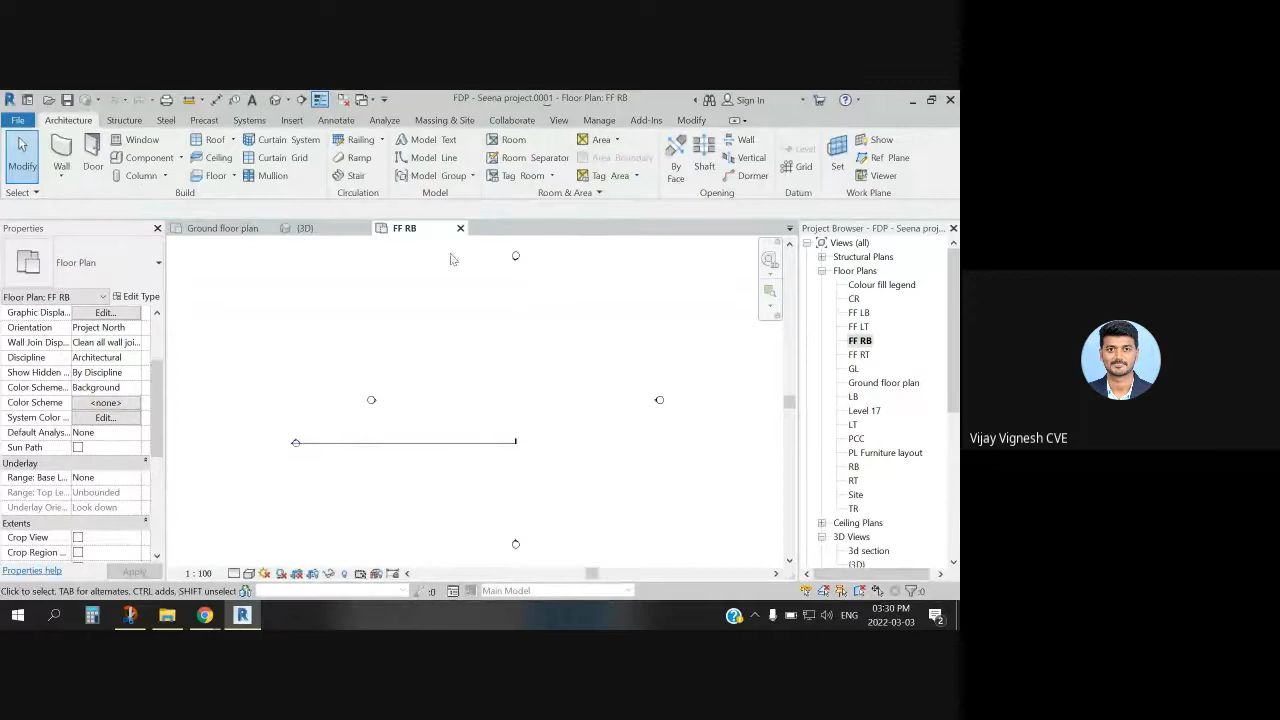 FDP - Seena project.0001 - Floor Plan: FF RB
Sign In
File Architecture Structure Steel Precast Systems Insert Annotate Analyze Massing & Site Collaborate View Manage Add-Ins Modify
Modify
Wall
Door
Window
Component
Column
Roof
Ceiling
Floor
Curtain System
Curtain Grid
Mullion
Railing
Ramp
Stair
Model Text
Model Line
Model Group
Room
Room Separator
Tag Room
Area
Area Boundary
Tag Area
By
Face
Shaft
Wall
Vertical
Dormer
Level
Grid
Set
Show
Ref Plane
Viewer
Select Build Circulation Model Room & Area Opening Datum Work Plane
Properties
Ground floor plan
(3D)
FF RB
Project Browser - FDP - Seena proj...
Floor Plan
Floor Plan: FF RB
Edit Type
Graphic Displa... Edit...
Orientation Project North
Wall Join Disp... Clean all wall joi...
Discipline Architectural
Show Hidden ... By Discipline
Color Scheme... Background
Color Scheme <none>
System Color ... Edit...
Default Analys... None
Sun Path
Underlay
Range: Base L... None
Range: Top Le... Unbounded
Underlay Orie... Look down
Extents
Crop View
Crop Region ...
Properties help
Apply
Views (all)
Structural Plans
Floor Plans
Colour fill legend
CR
FF LB
FF LT
FF RB
FF RT
GL
Ground floor plan
LB
Level 17
LT
PCC
PL Furniture layout
RB
RT
Site
TR
Ceiling Plans
3D Views
3d section
(3D)
1 : 100
Click to select, TAB for alternates, CTRL adds, SHIFT unselect
:0
Main Model
:0
ENG
03:30 PM
2022-03-03
2
Vijay Vignesh CVE